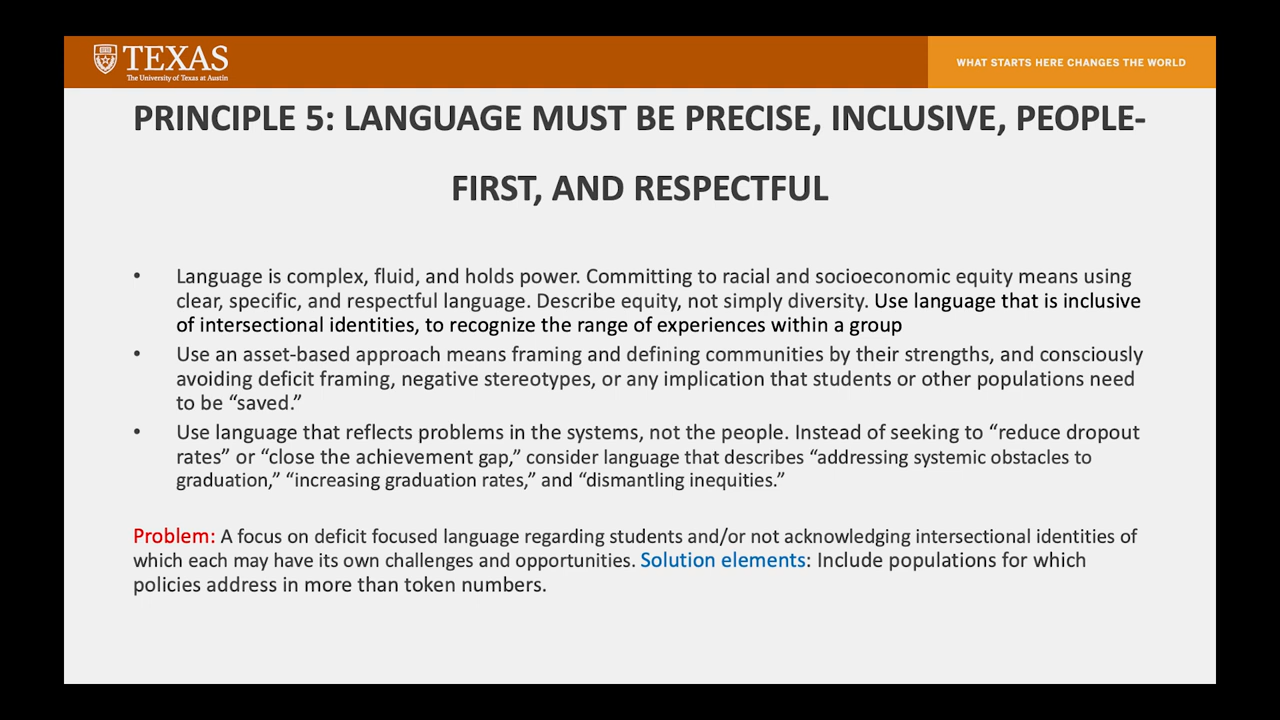 TEXAS
The University of Texas at Austin
WHAT STARTS HERE CHANGES THE WORLD
PRINCIPLE 5: LANGUAGE MUST BE PRECISE, INCLUSIVE, PEOPLE-
FIRST, AND RESPECTFUL
• Language is complex, fluid, and holds power. Committing to racial and socioeconomic equity means using
clear, specific, and respectful language. Describe equity, not simply diversity. Use language that is inclusive
of intersectional identities, to recognize the range of experiences within a group
• Use an asset-based approach means framing and defining communities by their strengths, and consciously
avoiding deficit framing, negative stereotypes, or any implication that students or other populations need
to be “saved.”
• Use language that reflects problems in the systems, not the people. Instead of seeking to “reduce dropout
rates” or “close the achievement gap,” consider language that describes “addressing systemic obstacles to
graduation,” “increasing graduation rates,” and “dismantling inequities.”
Problem: A focus on deficit focused language regarding students and/or not acknowledging intersectional identities of
which each may have its own challenges and opportunities. Solution elements: Include populations for which
policies address in more than token numbers.